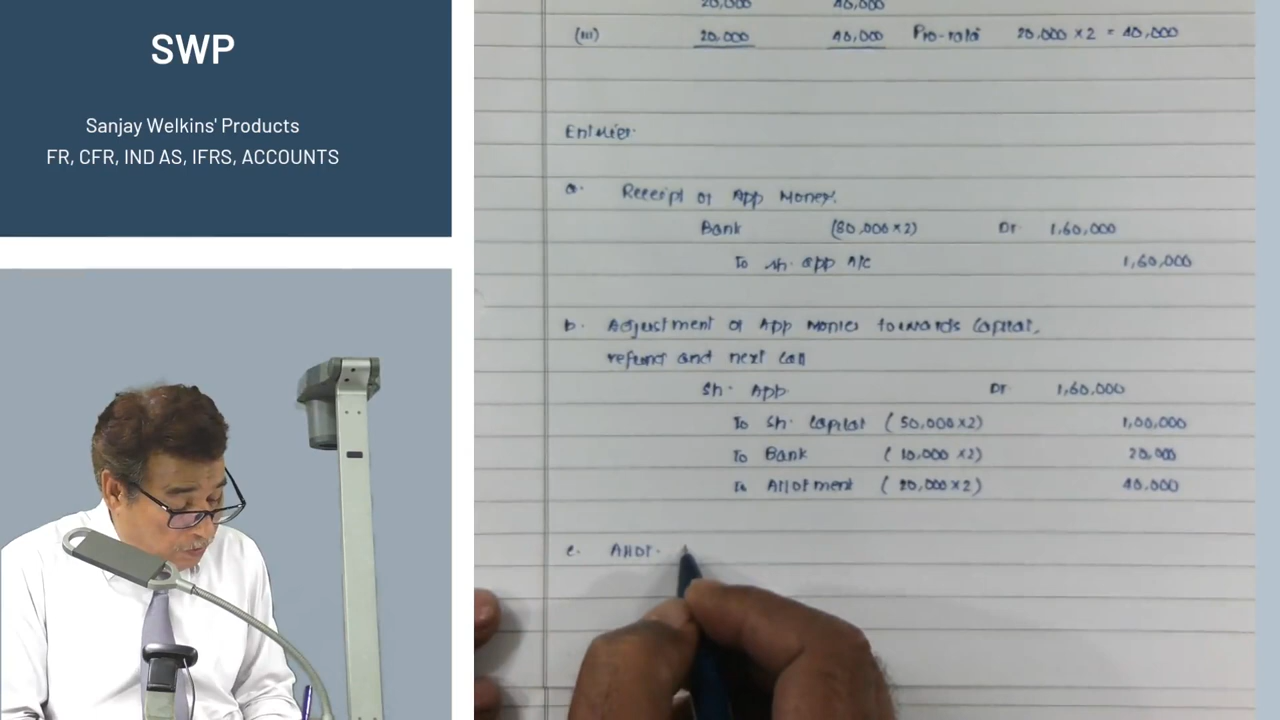 SWP
Sanjay Welkins' Products
FR, CFR, IND AS, IFRS, ACCOUNTS
20,000 40,000
(III) 20,000 40,000 Pro-rata 20,000 × 2 = 40,000
Entries.
a. Receipt of App Money.
Bank (80,000 × 2) Dr 1,60,000
To sh. app A/C 1,60,000
b. Adjustment of App Monies towards Capital,
refund and next call
Sh. App Dr 1,60,000
To Sh. Capital (50,000 × 2) 1,00,000
To Bank (10,000 × 2) 20,000
To Allotment (20,000 × 2) 40,000
c. Allot.